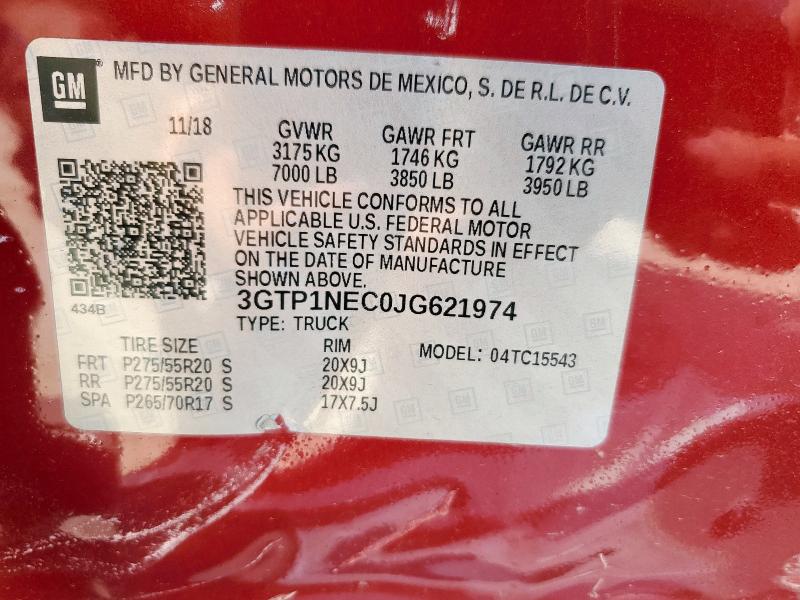 GM
MFD BY GENERAL MOTORS DE MEXICO, S. DE R.L. DE C.V.
11/18 GVWR GAWR FRT GAWR RR
3175 KG 1746 KG 1792 KG
7000 LB 3850 LB 3950 LB
THIS VEHICLE CONFORMS TO ALL
APPLICABLE U.S. FEDERAL MOTOR
VEHICLE SAFETY STANDARDS IN EFFECT
ON THE DATE OF MANUFACTURE
SHOWN ABOVE.
434B 3GTP1NEC0JG621974
TYPE: TRUCK
TIRE SIZE RIM MODEL: 04TC15543
FRT P275/55R20 S 20X9J
RR P275/55R20 S 20X9J
SPA P265/70R17 S 17X7.5J